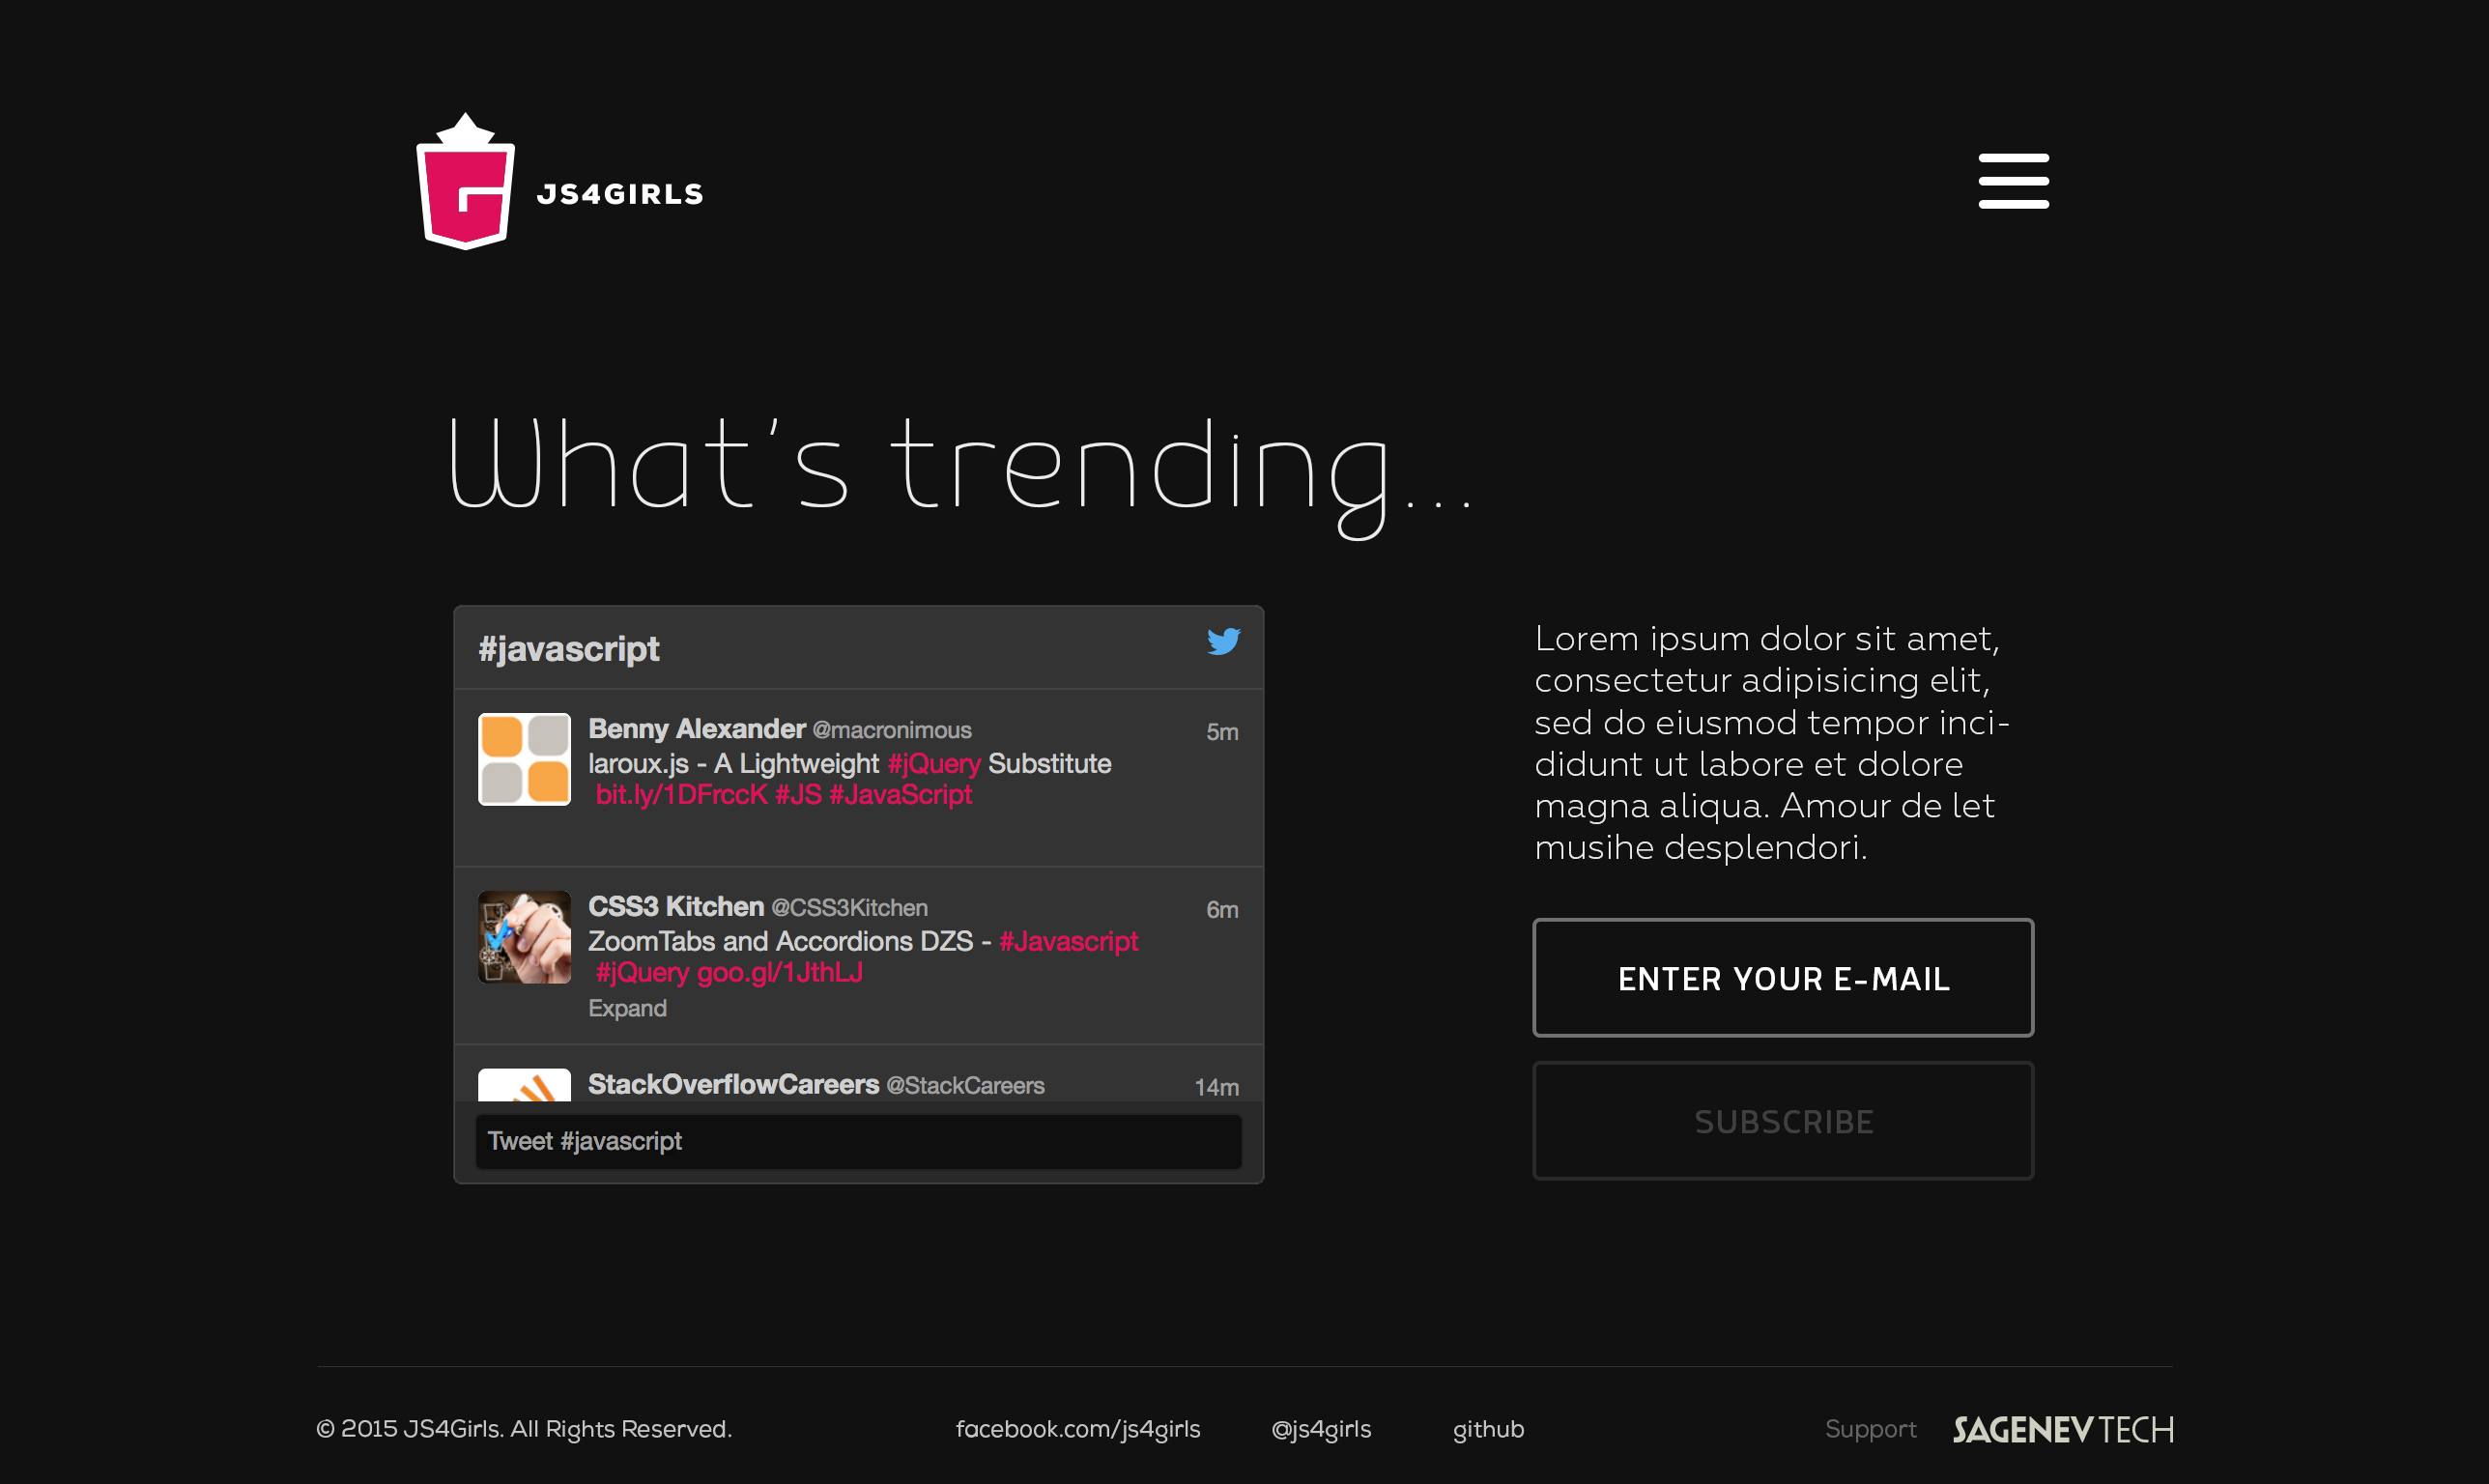 JS4GIRLS
What's trending...
#javascript
Benny Alexander @macronimous 5m
laroux.js - A Lightweight #jQuery Substitute
bit.ly/1DFrccK #JS #JavaScript
CSS3 Kitchen @CSS3Kitchen 6m
ZoomTabs and Accordions DZS - #Javascript
#jQuery goo.gl/1JthLJ
Expand
StackOverflowCareers @StackCareers 14m
Tweet #javascript
Lorem ipsum dolor sit amet,
consectetur adipisicing elit,
sed do eiusmod tempor inci-
didunt ut labore et dolore
magna aliqua. Amour de let
musihe desplendori.
ENTER YOUR E-MAIL
SUBSCRIBE
© 2015 JS4Girls. All Rights Reserved. facebook.com/js4girls @js4girls github Support SAGENEVTECH